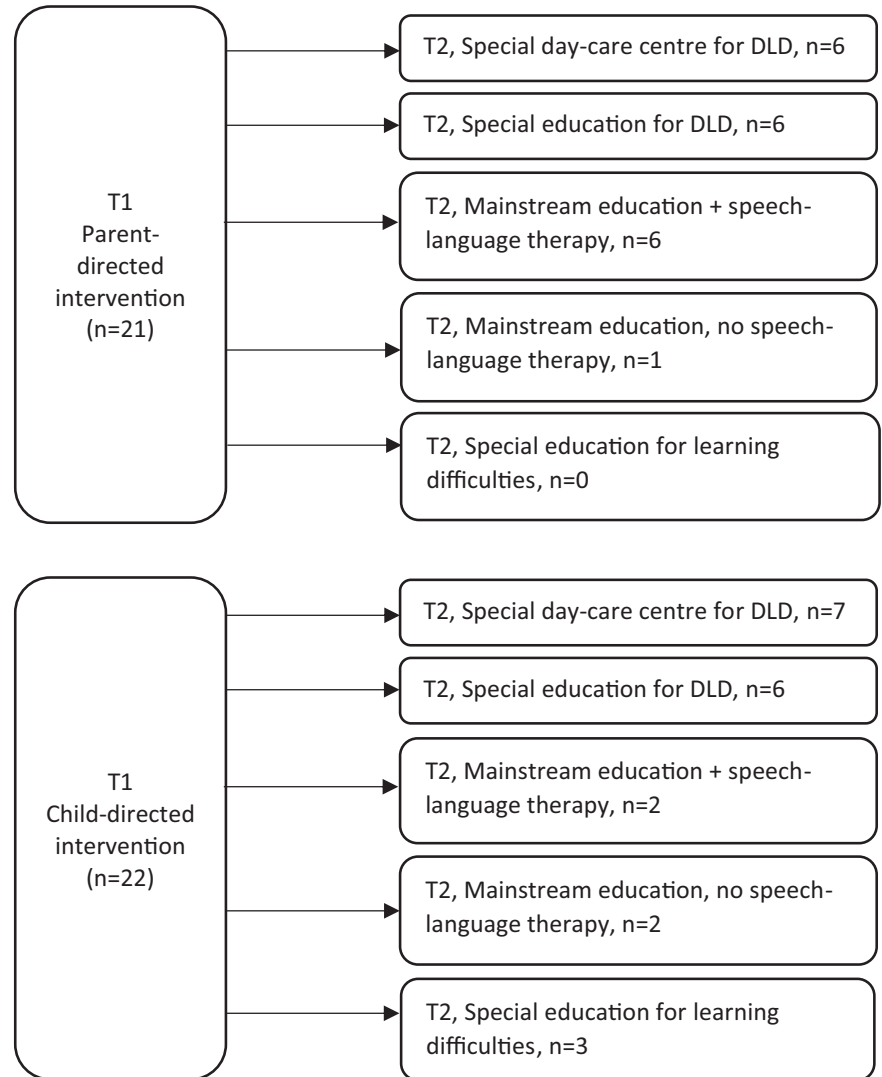 T1
Parent-
directed
intervention
(n=21)
T2, Special day-care centre for DLD, n=6
T2, Special education for DLD, n=6
T2, Mainstream education + speech-
language therapy, n=6
T2, Mainstream education, no speech-
language therapy, n=1
T2, Special education for learning
difficulties, n=0
T1
Child-directed
intervention
(n=22)
T2, Special day-care centre for DLD, n=7
T2, Special education for DLD, n=6
T2, Mainstream education + speech-
language therapy, n=2
T2, Mainstream education, no speech-
language therapy, n=2
T2, Special education for learning
difficulties, n=3